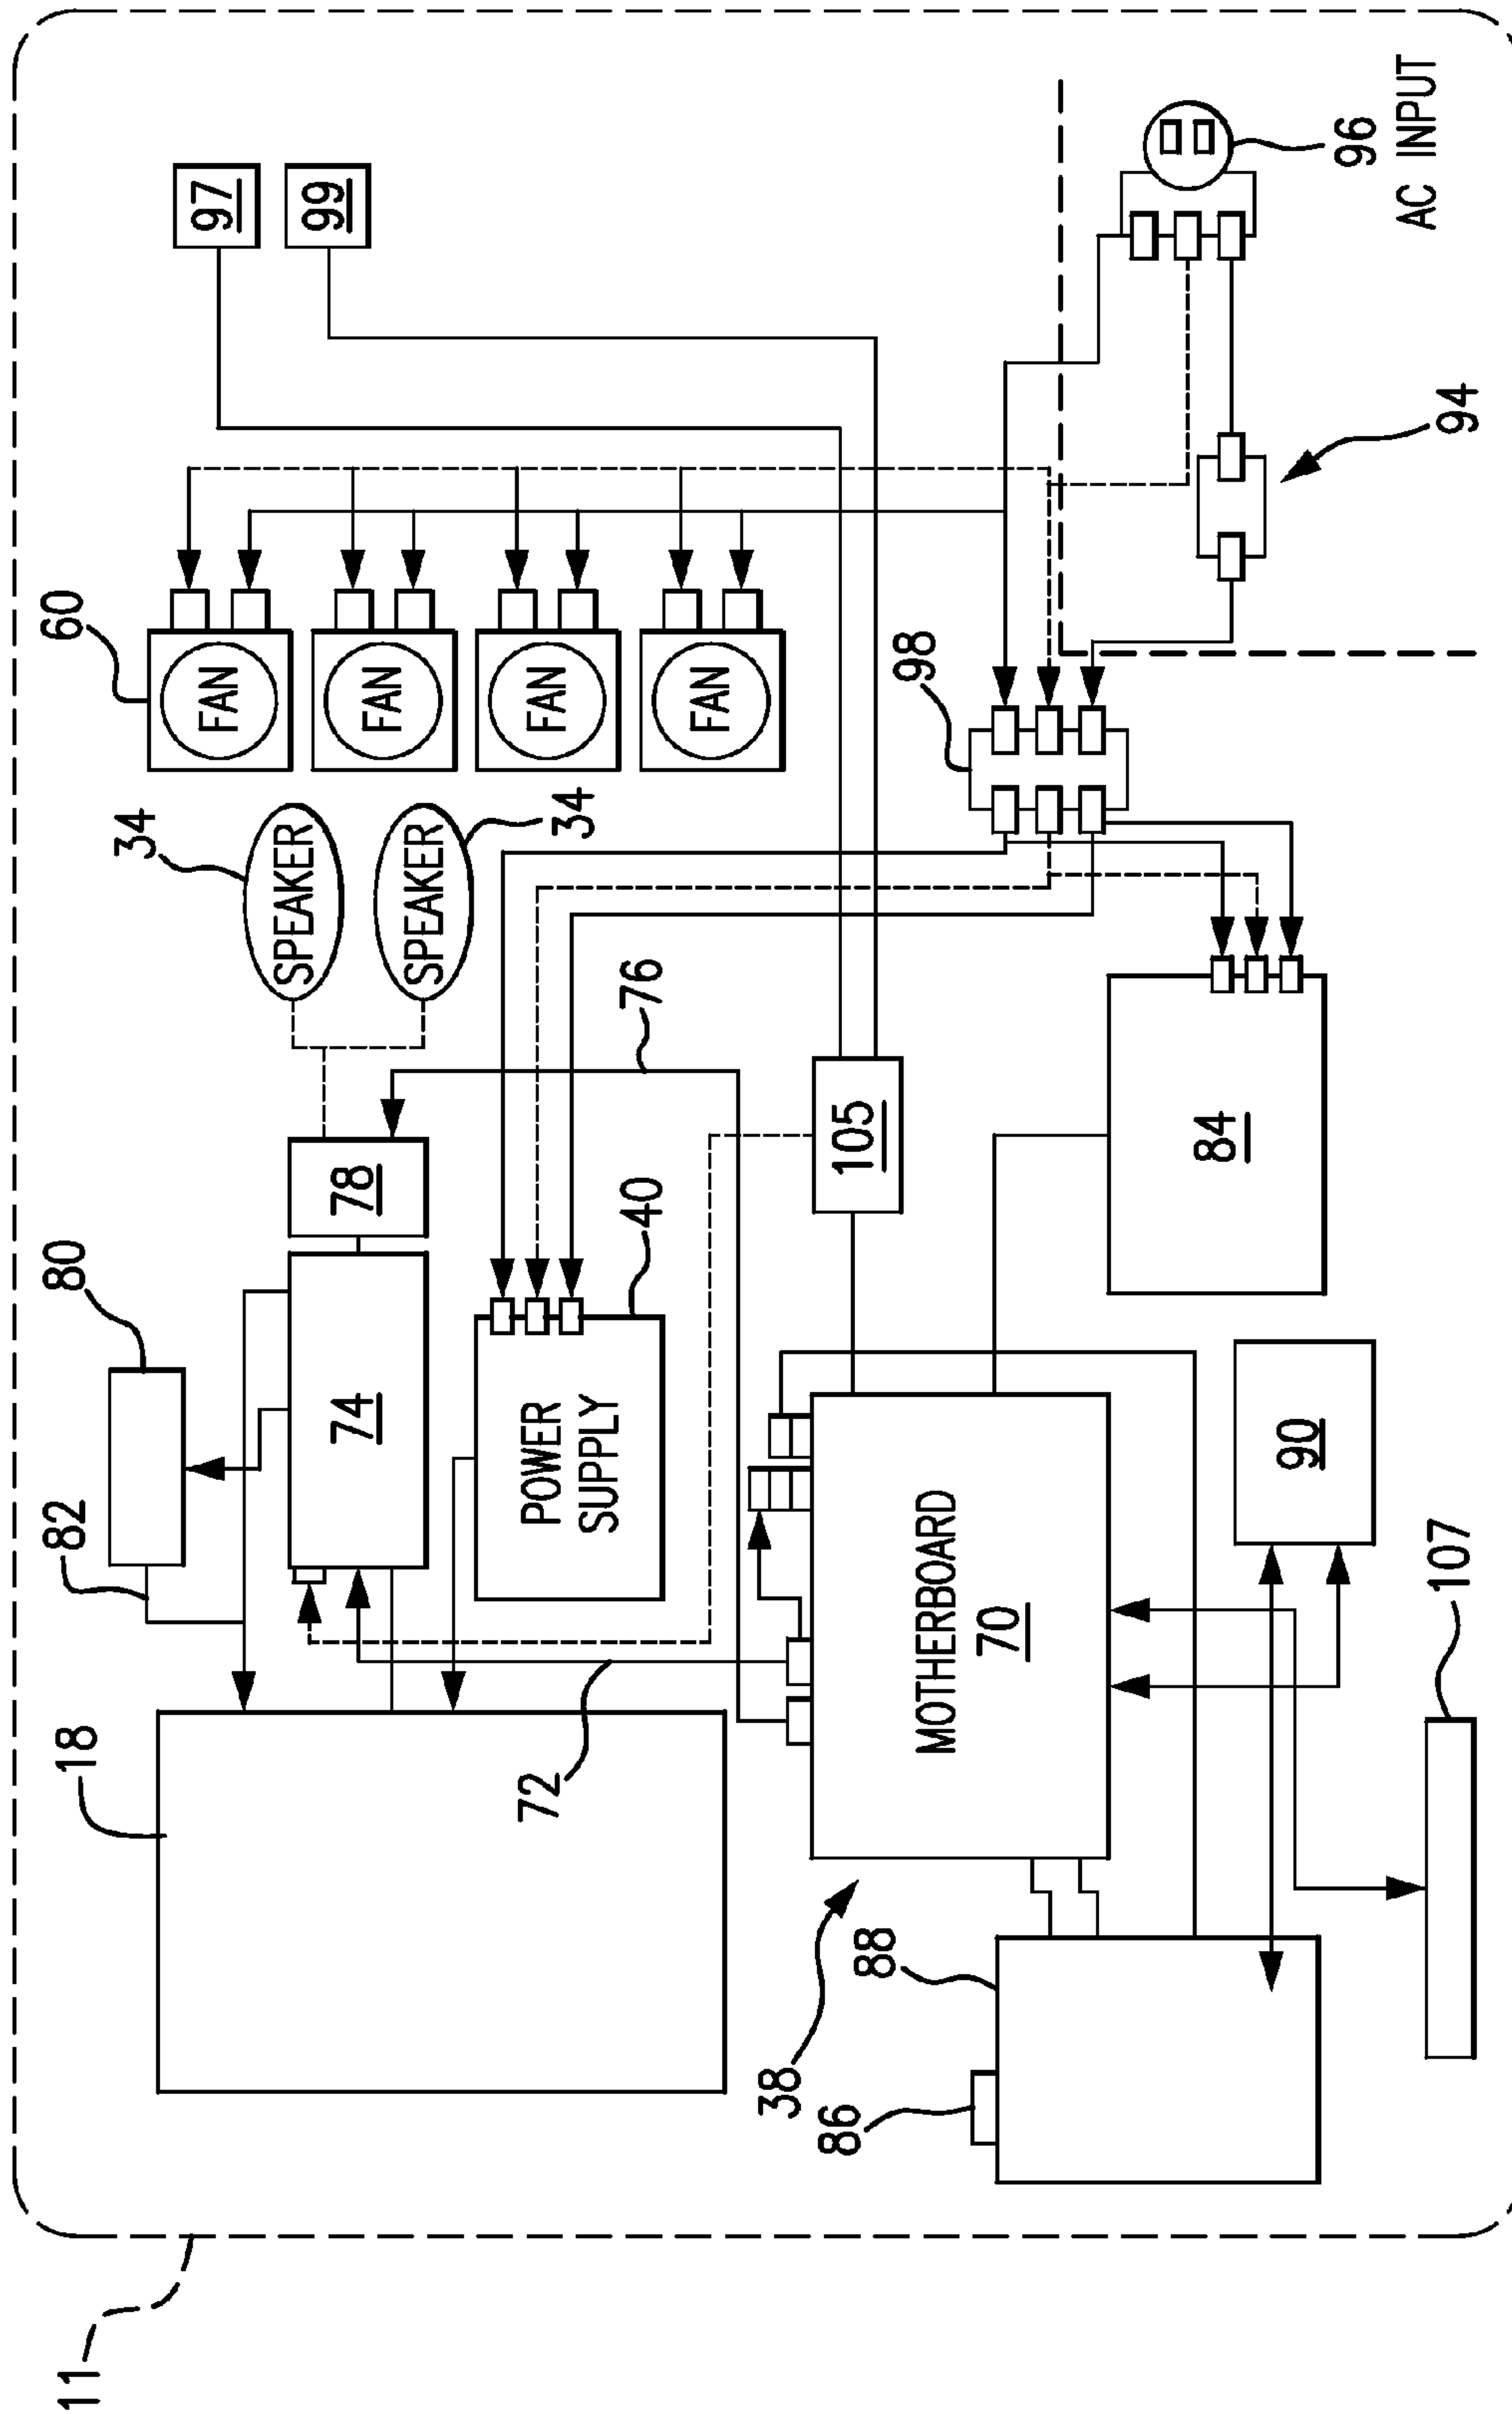 11
18
82
80
34
60
97
99
SPEAKER
SPEAKER
34
FAN
FAN
FAN
FAN
78
74
76
72
POWER
SUPPLY
40
98
105
38
MOTHERBOARD
70
84
86
88
90
107
94
96
AC INPUT